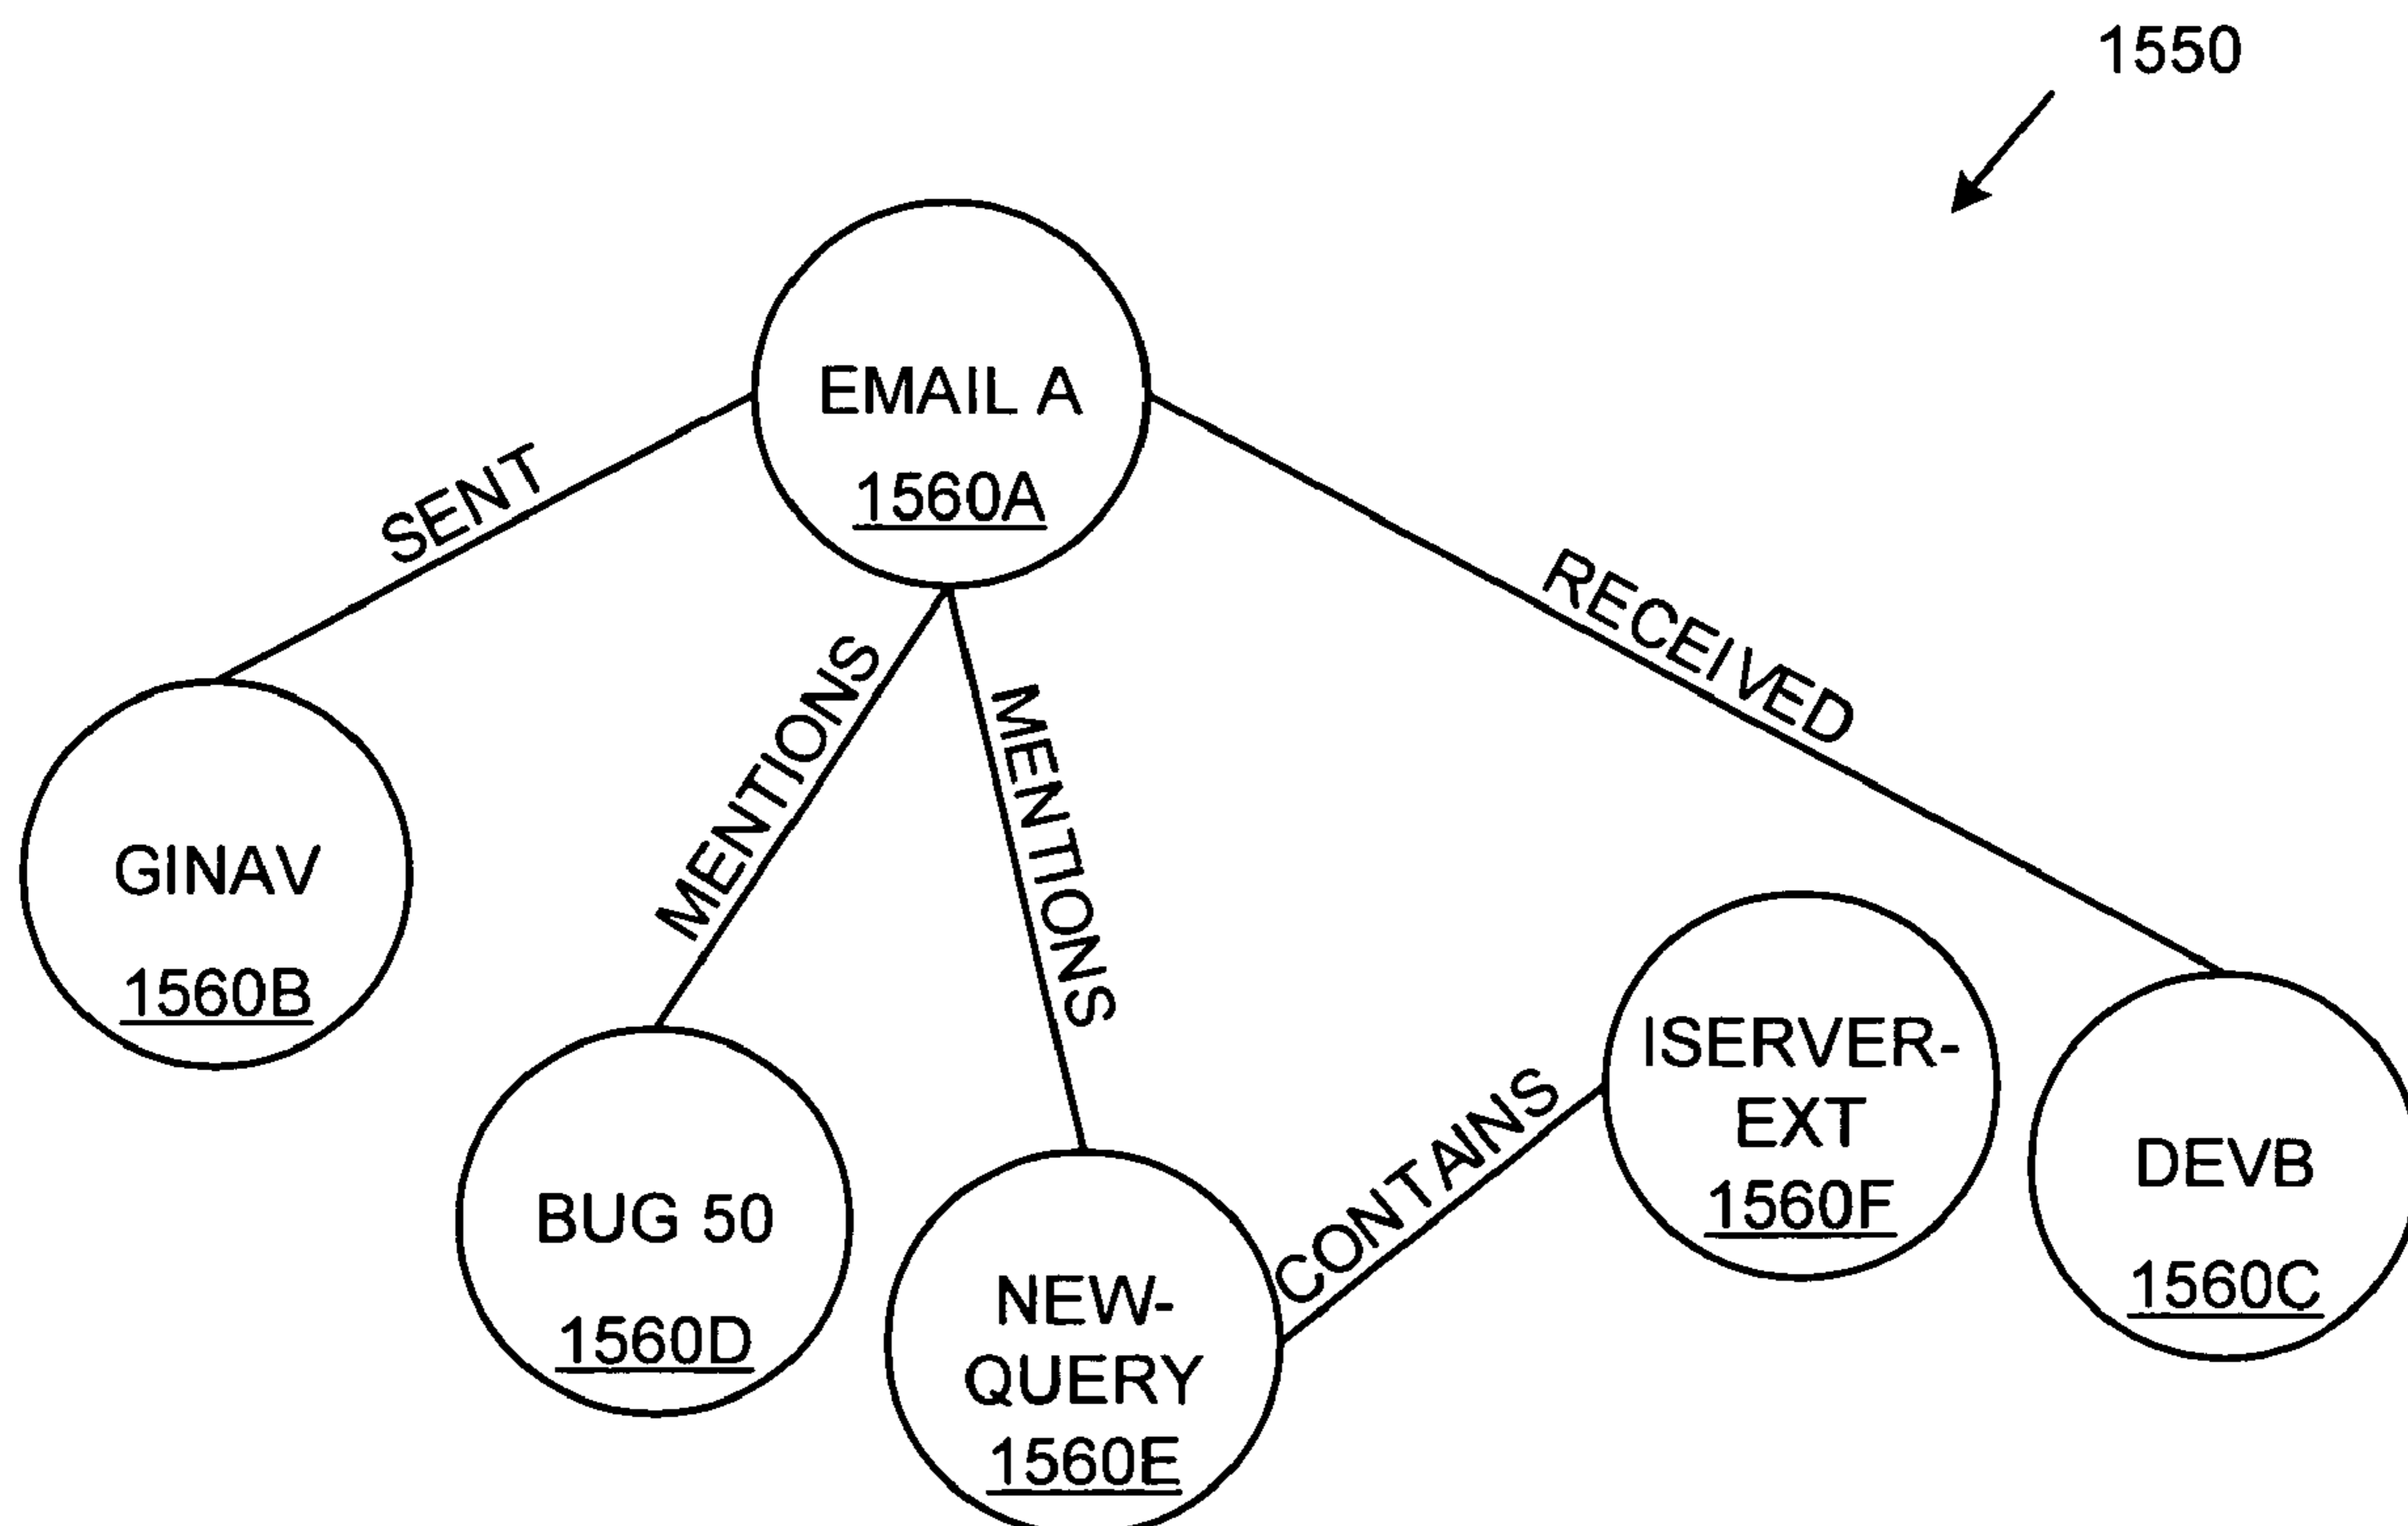 1550
EMAIL A
1560A
SENT
RECEIVED
MENTIONS
MENTIONS
GINAV
1560B
BUG 50
1560D
NEW-
QUERY
1560E
CONTAINS
ISERVER-
EXT
1560F
DEVB
1560C